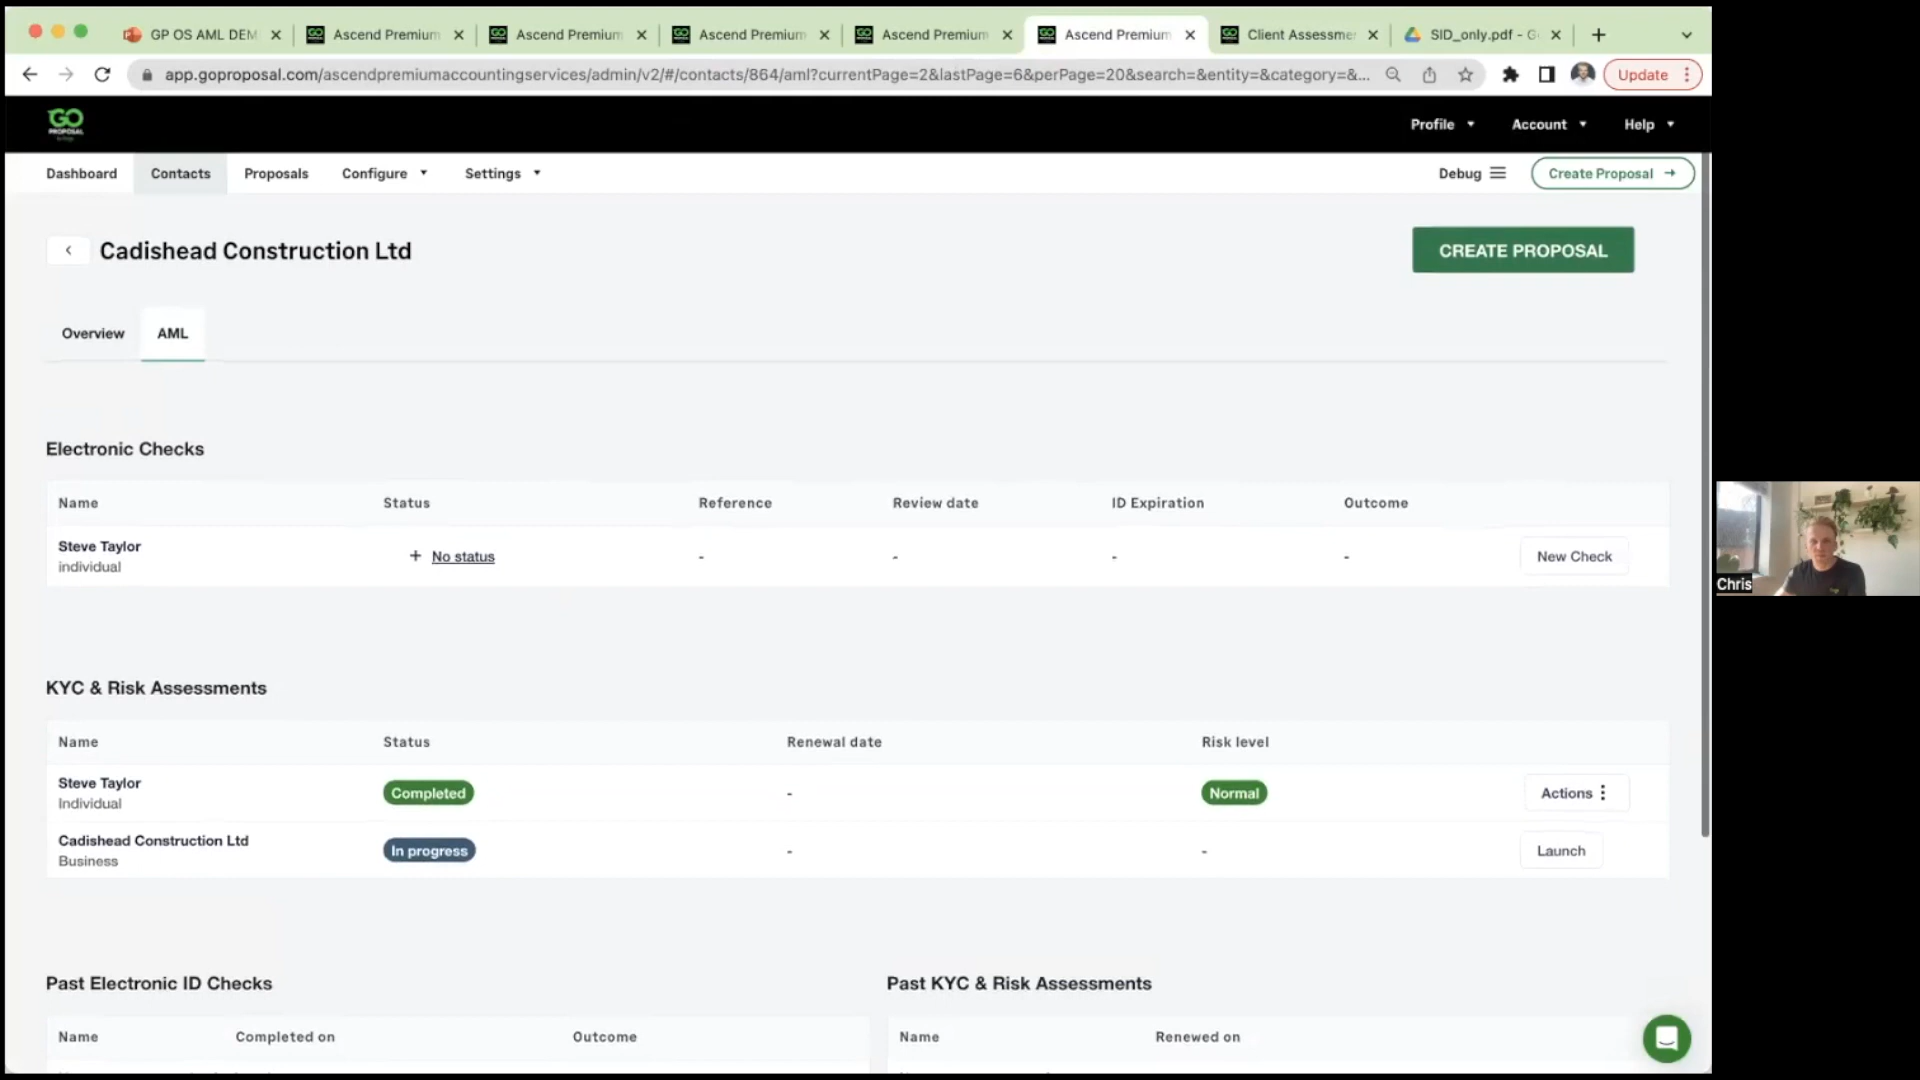 GP OS AML DEM
Ascend Premium
Ascend Premium
Ascend Premium
Ascend Premium
Ascend Premium
Client Assessme
SID_only.pdf - G
app.goproposal.com/ascendpremiumaccountingservices/admin/v2/#/contacts/864/aml?currentPage=2&lastPage=6&perPage=20&search=&entity=&category=&...
Update
GO
PROPOSAL
Profile
Account
Help
Dashboard
Contacts
Proposals
Configure
Settings
Debug
Create Proposal
Cadishead Construction Ltd
CREATE PROPOSAL
Overview
AML
Electronic Checks
Name Status Reference Review date ID Expiration Outcome
Steve Taylor
individual
+ No status - - - - New Check
KYC & Risk Assessments
Name Status Renewal date Risk level
Steve Taylor
Individual
Completed - Normal Actions
Cadishead Construction Ltd
Business
In progress - - Launch
Past Electronic ID Checks
Name Completed on Outcome
Past KYC & Risk Assessments
Name Renewed on
Chris